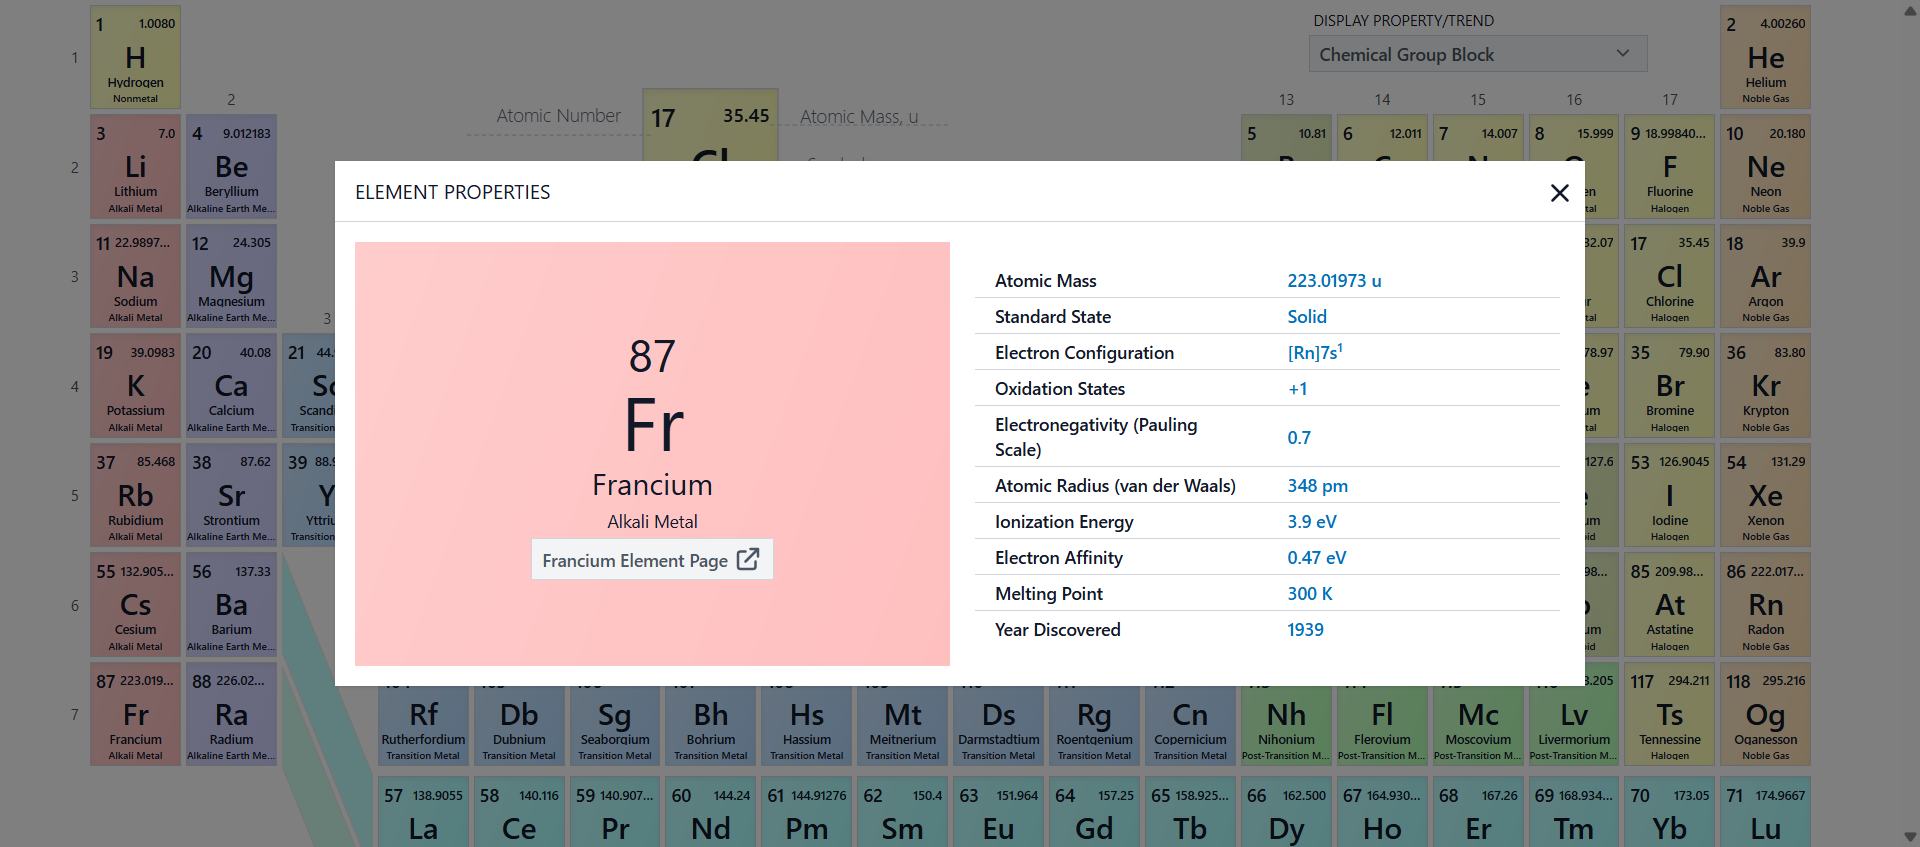 1 1.0080
H
Hydrogen
Nonmetal
DISPLAY PROPERTY/TREND
Chemical Group Block
2 4.00260
He
Helium
Noble Gas
1
2
13 14 15 16 17
Atomic Number
17 35.45
Atomic Mass, u
3 7.0
Li
Lithium
Alkali Metal
4 9.012183
Be
Beryllium
Alkaline Earth Me...
2
5 10.81
6 12.011
7 14.007
8 15.999
9 18.99840...
F
Fluorine
Halogen
10 20.180
Ne
Neon
Noble Gas
ELEMENT PROPERTIES
87
Fr
Francium
Alkali Metal
Francium Element Page
Atomic Mass 223.01973 u
Standard State Solid
Electron Configuration [Rn]7s¹
Oxidation States +1
Electronegativity (Pauling
Scale) 0.7
Atomic Radius (van der Waals) 348 pm
Ionization Energy 3.9 eV
Electron Affinity 0.47 eV
Melting Point 300 K
Year Discovered 1939
3
11 22.9897...
Na
Sodium
Alkali Metal
12 24.305
Mg
Magnesium
Alkaline Earth Me...
32.07
17 35.45
Cl
Chlorine
Halogen
18 39.9
Ar
Argon
Noble Gas
3
4
19 39.0983
K
Potassium
Alkali Metal
20 40.08
Ca
Calcium
Alkaline Earth Me...
21 44.
78.97
35 79.90
Br
Bromine
Halogen
36 83.80
Kr
Krypton
Noble Gas
5
37 85.468
Rb
Rubidium
Alkali Metal
38 87.62
Sr
Strontium
Alkaline Earth Me...
39 88.9
Y
127.6
53 126.9045
I
Iodine
Halogen
54 131.29
Xe
Xenon
Noble Gas
6
55 132.905...
Cs
Cesium
Alkali Metal
56 137.33
Ba
Barium
Alkaline Earth Me...
85 209.98...
At
Astatine
Halogen
86 222.017...
Rn
Radon
Noble Gas
7
87 223.019...
Fr
Francium
Alkali Metal
88 226.02...
Ra
Radium
Alkaline Earth Me...
Rf
Rutherfordium
Transition Metal
Db
Dubnium
Transition Metal
Sg
Seaborgium
Transition Metal
Bh
Bohrium
Transition Metal
Hs
Hassium
Transition Metal
Mt
Meitnerium
Transition Metal
Ds
Darmstadtium
Transition Metal
Rg
Roentgenium
Transition Metal
Cn
Copernicium
Transition Metal
Nh
Nihonium
Post-Transition M...
Fl
Flerovium
Post-Transition M...
Mc
Moscovium
Post-Transition M...
Lv
Livermorium
Post-Transition M...
117 294.211
Ts
Tennessine
Halogen
118 295.216
Og
Oganesson
Noble Gas
57 138.9055
La
58 140.116
Ce
59 140.907...
Pr
60 144.24
Nd
61 144.91276
Pm
62 150.4
Sm
63 151.964
Eu
64 157.25
Gd
65 158.925...
Tb
66 162.500
Dy
67 164.930...
Ho
68 167.26
Er
69 168.934...
Tm
70 173.05
Yb
71 174.9667
Lu